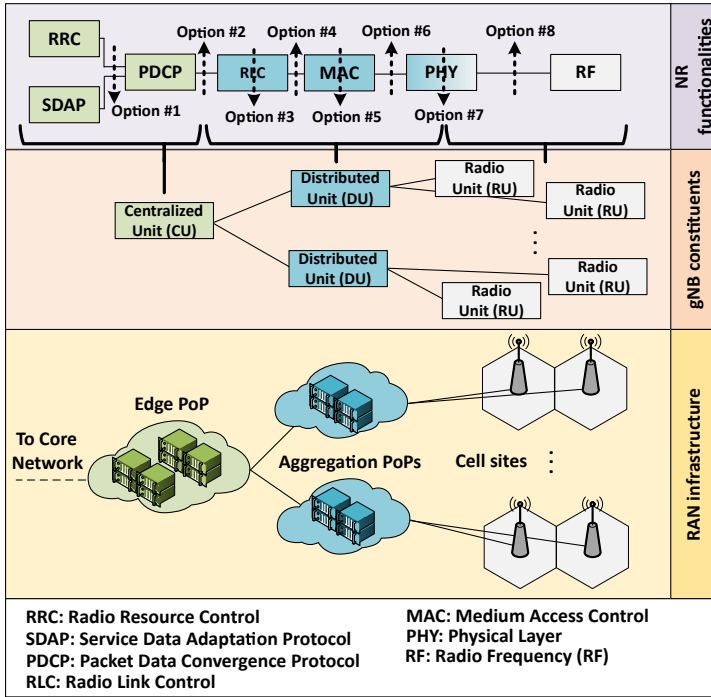 RRC
SDAP
PDCP
RLC
MAC
PHY
RF
Option #1
Option #2
Option #3
Option #4
Option #5
Option #6
Option #7
Option #8
NR
functionalities
Centralized
Unit (CU)
Distributed
Unit (DU)
Distributed
Unit (DU)
Radio
Unit (RU)
Radio
Unit (RU)
Radio
Unit (RU)
Radio
Unit (RU)
gNB constituents
To Core
Network
Edge PoP
Aggregation PoPs
Cell sites
RAN infrastructure
RRC: Radio Resource Control
SDAP: Service Data Adaptation Protocol
PDCP: Packet Data Convergence Protocol
RLC: Radio Link Control
MAC: Medium Access Control
PHY: Physical Layer
RF: Radio Frequency (RF)